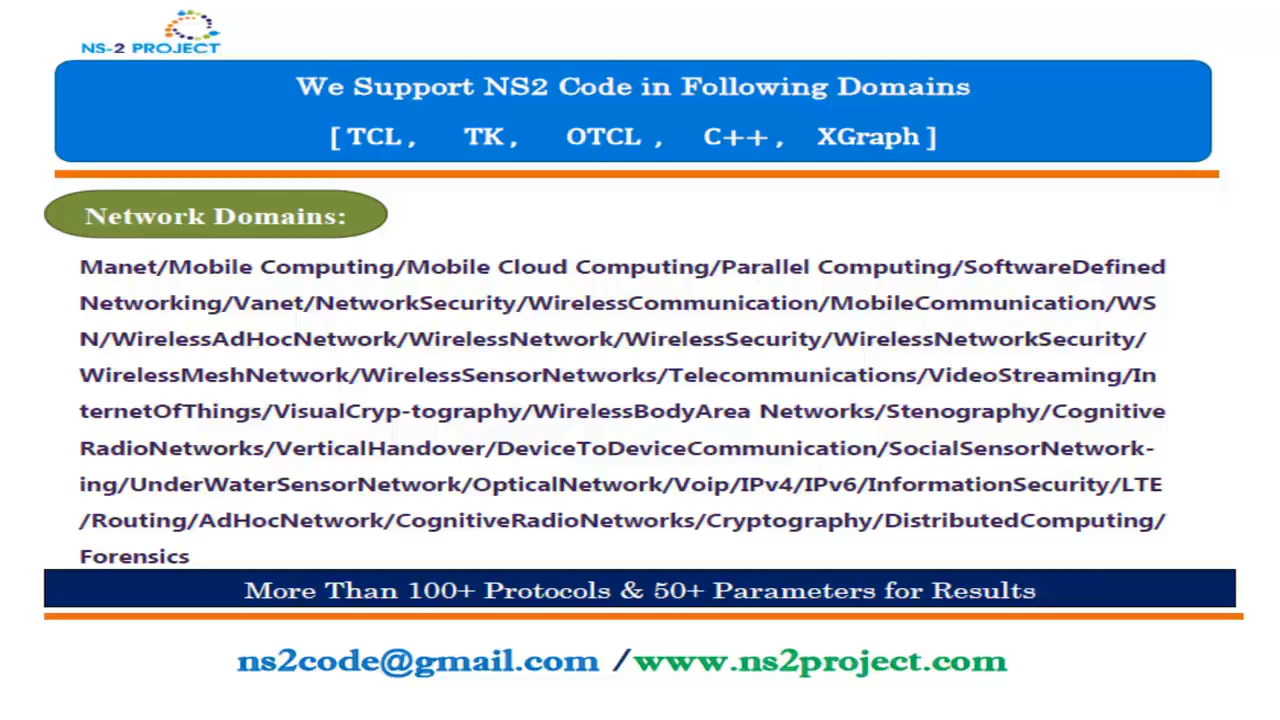 NS-2 PROJECT
We Support NS2 Code in Following Domains
[ TCL , TK , OTCL , C++ , XGraph ]
Network Domains:
Manet/Mobile Computing/Mobile Cloud Computing/Parallel Computing/SoftwareDefined
Networking/Vanet/NetworkSecurity/WirelessCommunication/MobileCommunication/WS
N/WirelessAdHocNetwork/WirelessNetwork/WirelessSecurity/WirelessNetworkSecurity/
WirelessMeshNetwork/WirelessSensorNetworks/Telecommunications/VideoStreaming/In
ternetOfThings/VisualCryp-tography/WirelessBodyArea Networks/Stenography/Cognitive
RadioNetworks/VerticalHandover/DeviceToDeviceCommunication/SocialSensorNetwork-
ing/UnderWaterSensorNetwork/OpticalNetwork/Voip/IPv4/IPv6/InformationSecurity/LTE
/Routing/AdHocNetwork/CognitiveRadioNetworks/Cryptography/DistributedComputing/
Forensics
More Than 100+ Protocols & 50+ Parameters for Results
ns2code@gmail.com /www.ns2project.com